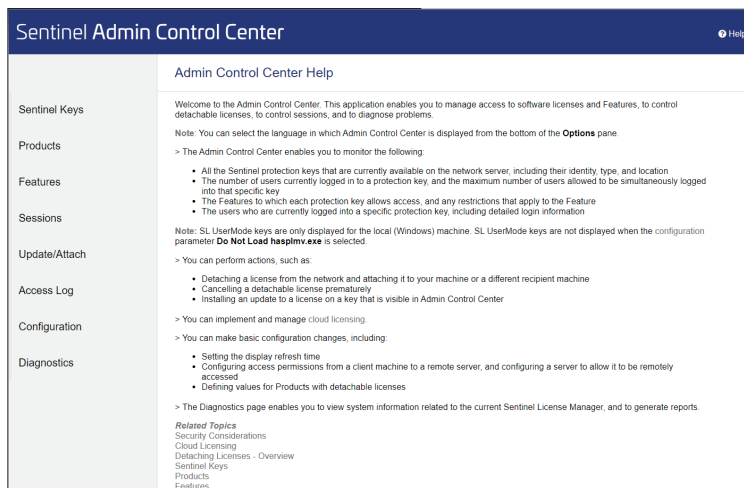 Sentinel Admin Control Center
Help
Admin Control Center Help
Sentinel Keys
Products
Features
Sessions
Update/Attach
Access Log
Configuration
Diagnostics
Welcome to the Admin Control Center. This application enables you to manage access to software licenses and Features, to control
detachable licenses, to control sessions, and to diagnose problems.
Note: You can select the language in which Admin Control Center is displayed from the bottom of the Options pane.
> The Admin Control Center enables you to monitor the following:
• All the Sentinel protection keys that are currently available on the network server, including their identity, type, and location
• The number of users currently logged in to a protection key, and the maximum number of users allowed to be simultaneously logged
into that specific key
• The Features to which each protection key allows access, and any restrictions that apply to the Feature
• The users who are currently logged into a specific protection key, including detailed login information
Note: SL UserMode keys are only displayed for the local (Windows) machine. SL UserMode keys are not displayed when the configuration
parameter Do Not Load hasplmv.exe is selected.
> You can perform actions, such as:
• Detaching a license from the network and attaching it to your machine or a different recipient machine
• Cancelling a detachable license prematurely
• Installing an update to a license on a key that is visible in Admin Control Center
> You can implement and manage cloud licensing.
> You can make basic configuration changes, including:
• Setting the display refresh time
• Configuring access permissions from a client machine to a remote server, and configuring a server to allow it to be remotely
accessed
• Defining values for Products with detachable licenses
> The Diagnostics page enables you to view system information related to the current Sentinel License Manager, and to generate reports.
Related Topics
Security Considerations
Cloud Licensing
Detaching Licenses - Overview
Sentinel Keys
Products
Features